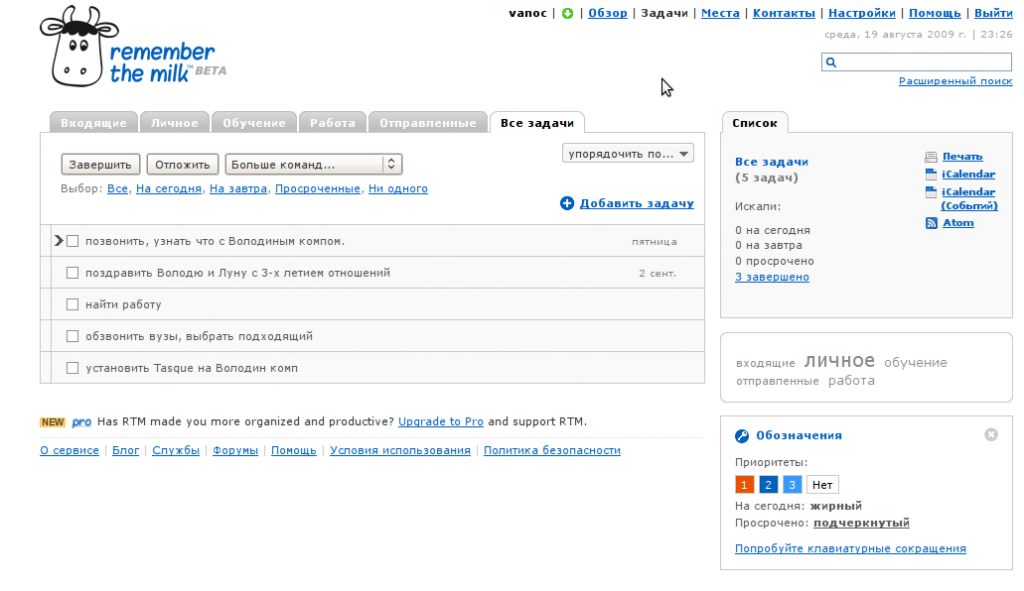 vanoc | Обзор | Задачи | Места | Контакты | Настройки | Помощь | Выйти
среда, 19 августа 2009 г. | 23:26
remember
the milk™ BETA
Расширенный поиск
Входящие Личное Обучение Работа Отправленные Все задачи
Завершить Отложить Больше команд... упорядочить по...
Выбор: Все, На сегодня, На завтра, Просроченные, Ни одного
Добавить задачу
позвонить, узнать что с Володиным компом. пятница
поздравить Володю и Луну с 3-х летием отношений 2 сент.
найти работу
обзвонить вузы, выбрать подходящий
установить Tasque на Володин комп
NEW pro Has RTM made you more organized and productive? Upgrade to Pro and support RTM.
О сервисе | Блог | Службы | Форумы | Помощь | Условия использования | Политика безопасности
Список
Все задачи
(5 задач)
Искали:
0 на сегодня
0 на завтра
0 просрочено
3 завершено
Печать
iCalendar
iCalendar
(Событий)
Atom
входящие личное обучение
отправленные работа
Обозначения
Приоритеты:
1 2 3 Нет
На сегодня: жирный
Просрочено: подчеркнутый
Попробуйте клавиатурные сокращения